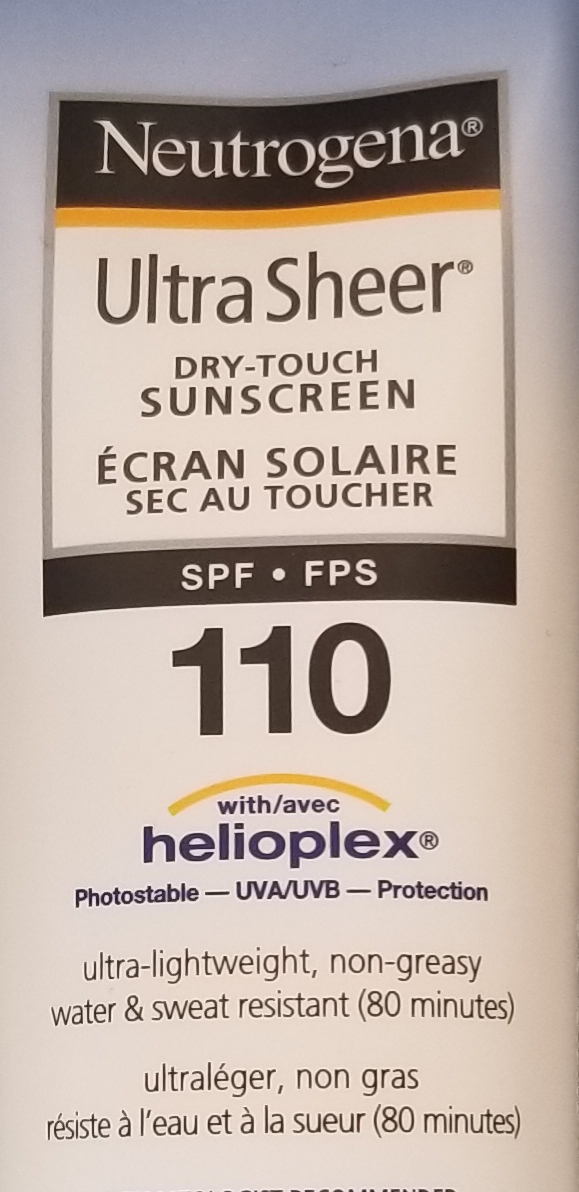 Neutrogena®
Ultra Sheer®
DRY-TOUCH
SUNSCREEN
ÉCRAN SOLAIRE
SEC AU TOUCHER
SPF • FPS
110
with/avec
helioplex®
Photostable — UVA/UVB — Protection
ultra-lightweight, non-greasy
water & sweat resistant (80 minutes)
ultraléger, non gras
résiste à l'eau et à la sueur (80 minutes)